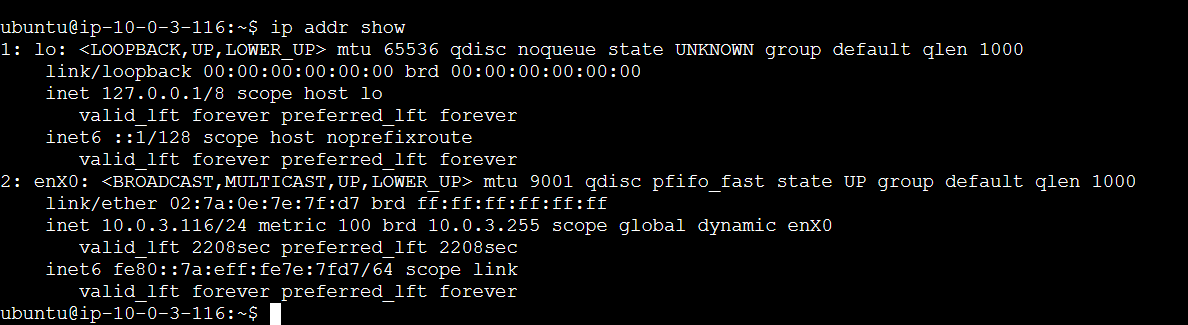 ubuntu@ip-10-0-3-116:~$ ip addr show
1: lo: <LOOPBACK,UP,LOWER_UP> mtu 65536 qdisc noqueue state UNKNOWN group default qlen 1000
    link/loopback 00:00:00:00:00:00 brd 00:00:00:00:00:00
    inet 127.0.0.1/8 scope host lo
       valid_lft forever preferred_lft forever
    inet6 ::1/128 scope host noprefixroute
       valid_lft forever preferred_lft forever
2: enX0: <BROADCAST,MULTICAST,UP,LOWER_UP> mtu 9001 qdisc pfifo_fast state UP group default qlen 1000
    link/ether 02:7a:0e:7e:7f:d7 brd ff:ff:ff:ff:ff:ff
    inet 10.0.3.116/24 metric 100 brd 10.0.3.255 scope global dynamic enX0
       valid_lft 2208sec preferred_lft 2208sec
    inet6 fe80::7a:eff:fe7e:7fd7/64 scope link
       valid_lft forever preferred_lft forever
ubuntu@ip-10-0-3-116:~$